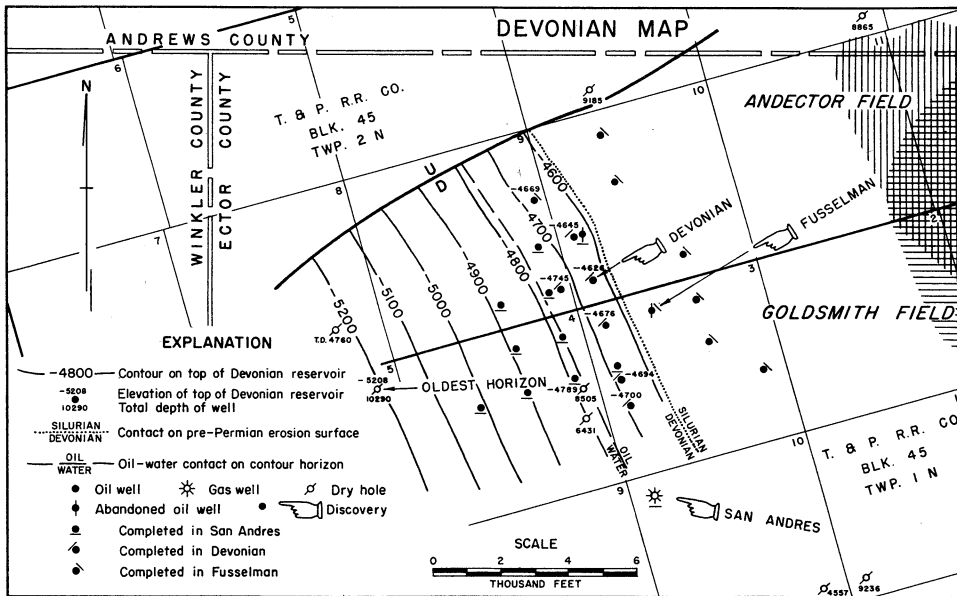 DEVONIAN MAP
ANDREWS COUNTY
5
8865
6
WINKLER COUNTY
ECTOR COUNTY
N
T. & P. R.R. CO.
BLK. 45
TWP. 2 N
9185
10
ANDECTOR FIELD
9
U
D
8
7
-4600
-4669
4700
-4645
DEVONIAN
FUSSELMAN
2
-4626
-4745
4800
4900
5000
5100
5200
3
4
-4676
GOLDSMITH FIELD
T.D. 4760
5
-5208
10290
OLDEST HORIZON
-4694
-4789
8505
-4700
6431
OIL
WATER
SILURIAN
DEVONIAN
9
10
11
T. & P. R.R. CO.
BLK. 45
TWP. 1 N
SAN ANDRES
4557
9236
EXPLANATION
-4800 Contour on top of Devonian reservoir
-5208 Elevation of top of Devonian reservoir
10290 Total depth of well
SILURIAN
DEVONIAN Contact on pre-Permian erosion surface
OIL
WATER Oil-water contact on contour horizon
Oil well Gas well Dry hole
Abandoned oil well Discovery
Completed in San Andres
Completed in Devonian
Completed in Fusselman
SCALE
0 2 4 6
THOUSAND FEET